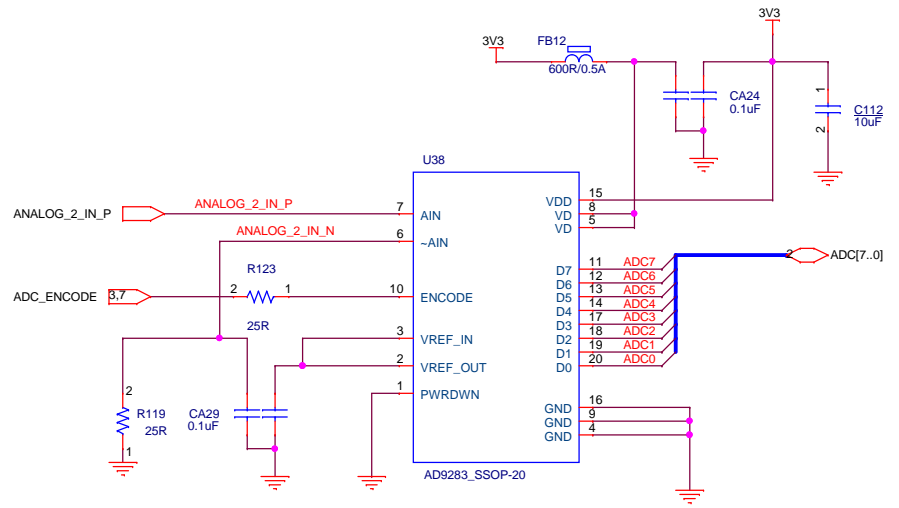 3V3
3V3
FB12
600R/0.5A
CA24
0.1uF
1
C112
10uF
2
U38
VDD 15
VD 8
VD 5
ANALOG_2_IN_P
ANALOG_2_IN_P
7 AIN
ANALOG_2_IN_N
6 ~AIN
D7 11 ADC7
D6 12 ADC6
D5 13 ADC5
D4 14 ADC4
D3 17 ADC3
D2 18 ADC2
D1 19 ADC1
D0 20 ADC0
2 ADC[7..0]
R123
ADC_ENCODE 3,7
2 1
10 ENCODE
25R
3 VREF_IN
2 VREF_OUT
1 PWRDWN
2
R119
25R
1
CA29
0.1uF
GND 16
GND 9
GND 4
AD9283_SSOP-20